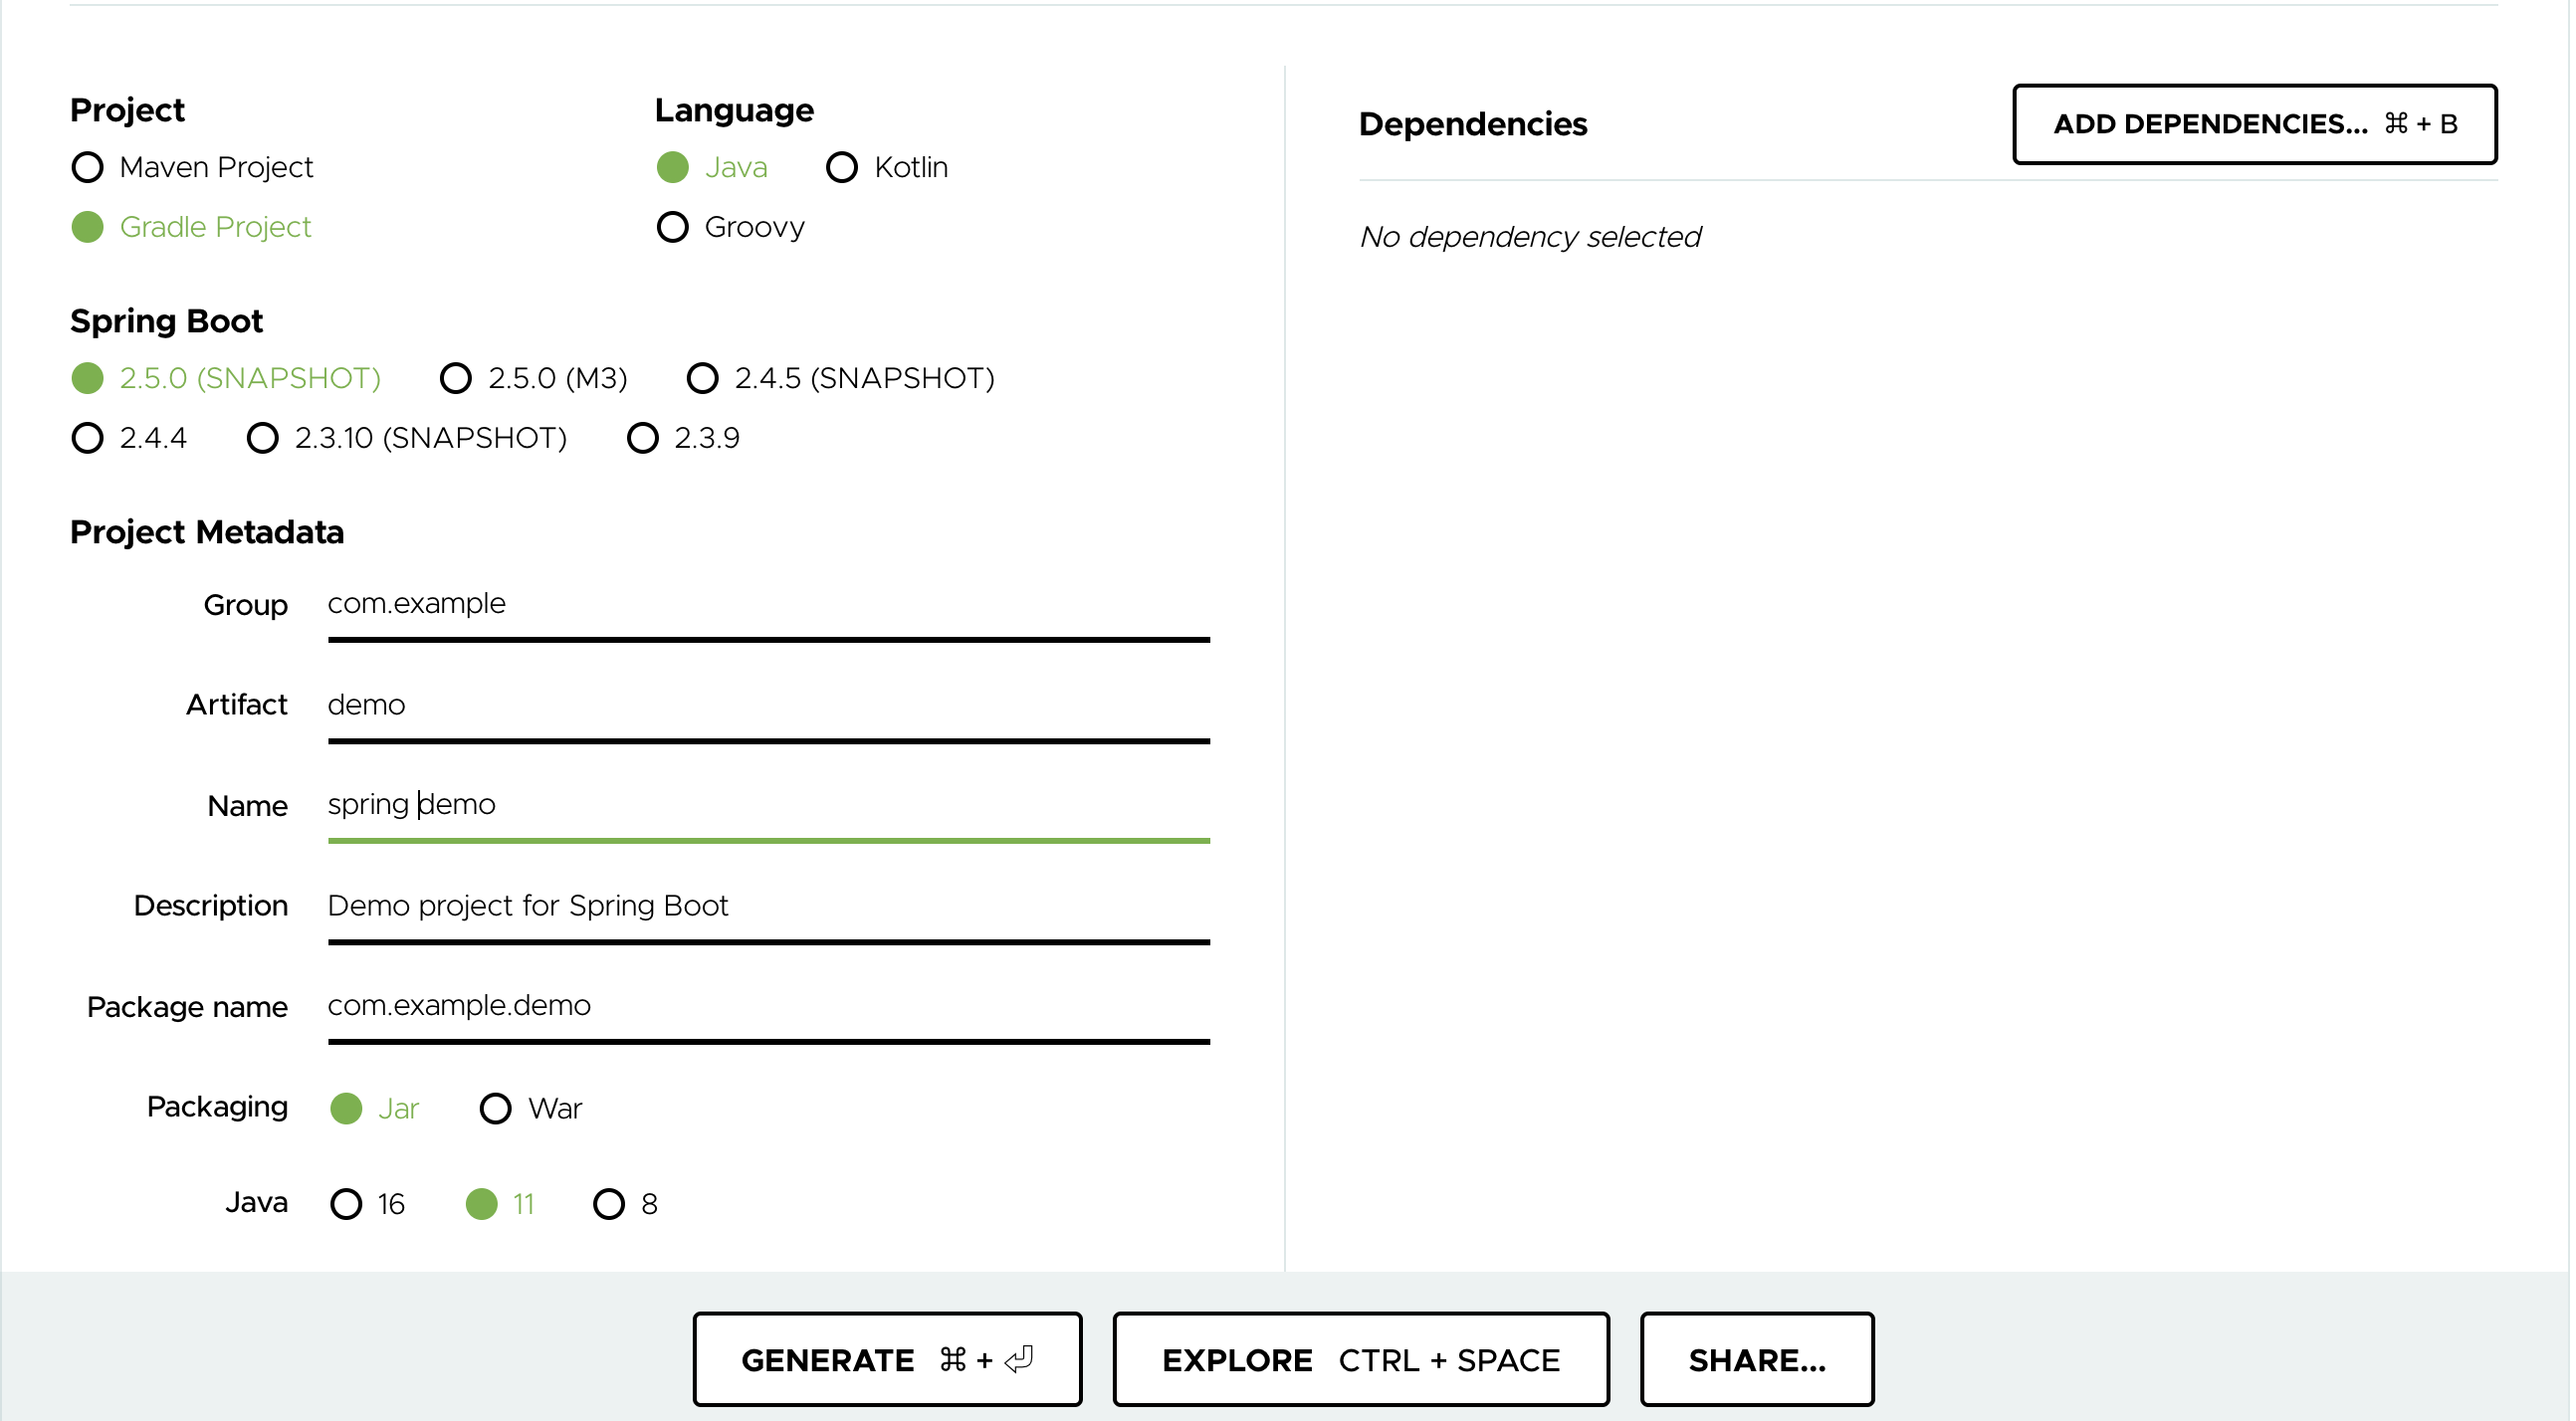 Project
Maven Project
Gradle Project
Language
Java Kotlin
Groovy
Spring Boot
2.5.0 (SNAPSHOT) 2.5.0 (M3) 2.4.5 (SNAPSHOT)
2.4.4 2.3.10 (SNAPSHOT) 2.3.9
Project Metadata
Group com.example
Artifact demo
Name spring demo
Description Demo project for Spring Boot
Package name com.example.demo
Packaging Jar War
Java 16 11 8
Dependencies ADD DEPENDENCIES... ⌘ + B
No dependency selected
GENERATE ⌘ + ⏎ EXPLORE CTRL + SPACE SHARE...